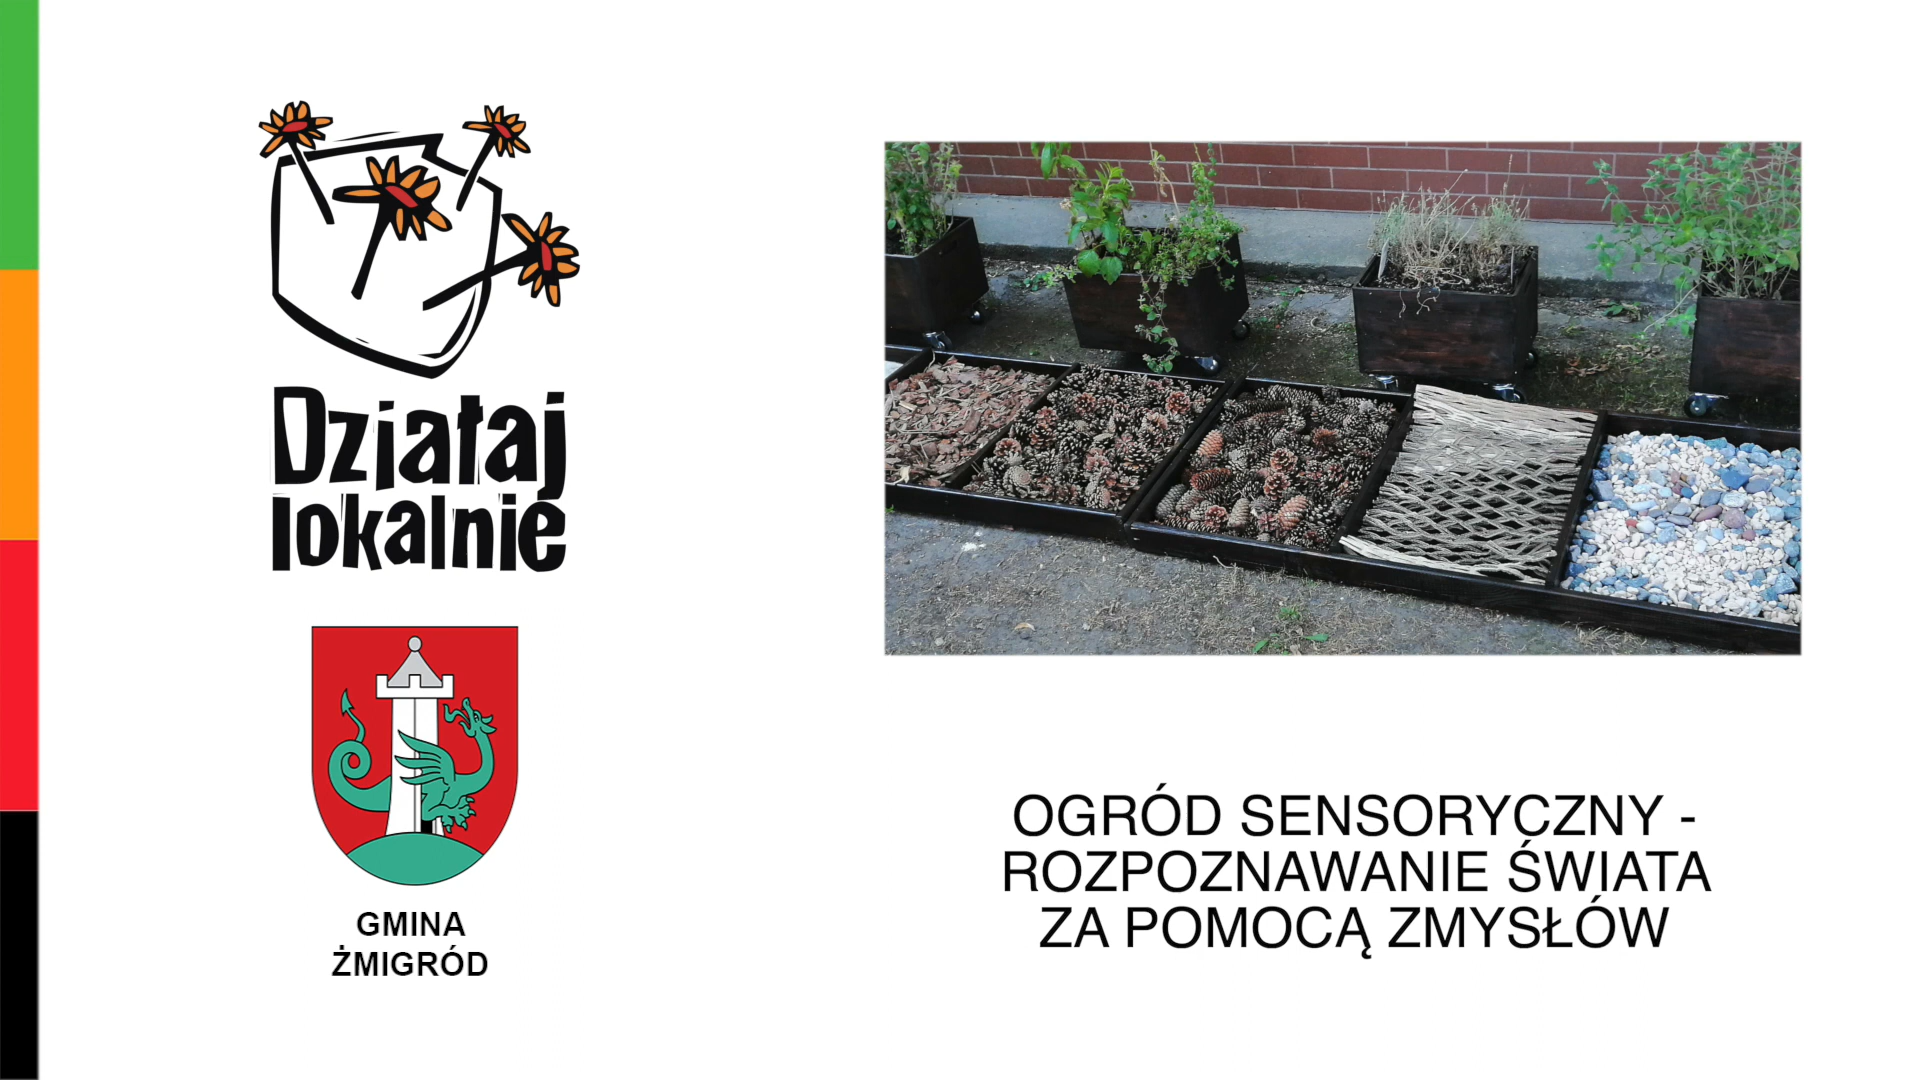 Działaj
lokalnie
GMINA
ŻMIGRÓD
OGRÓD SENSORYCZNY -
ROZPOZNAWANIE ŚWIATA
ZA POMOCĄ ZMYSŁÓW